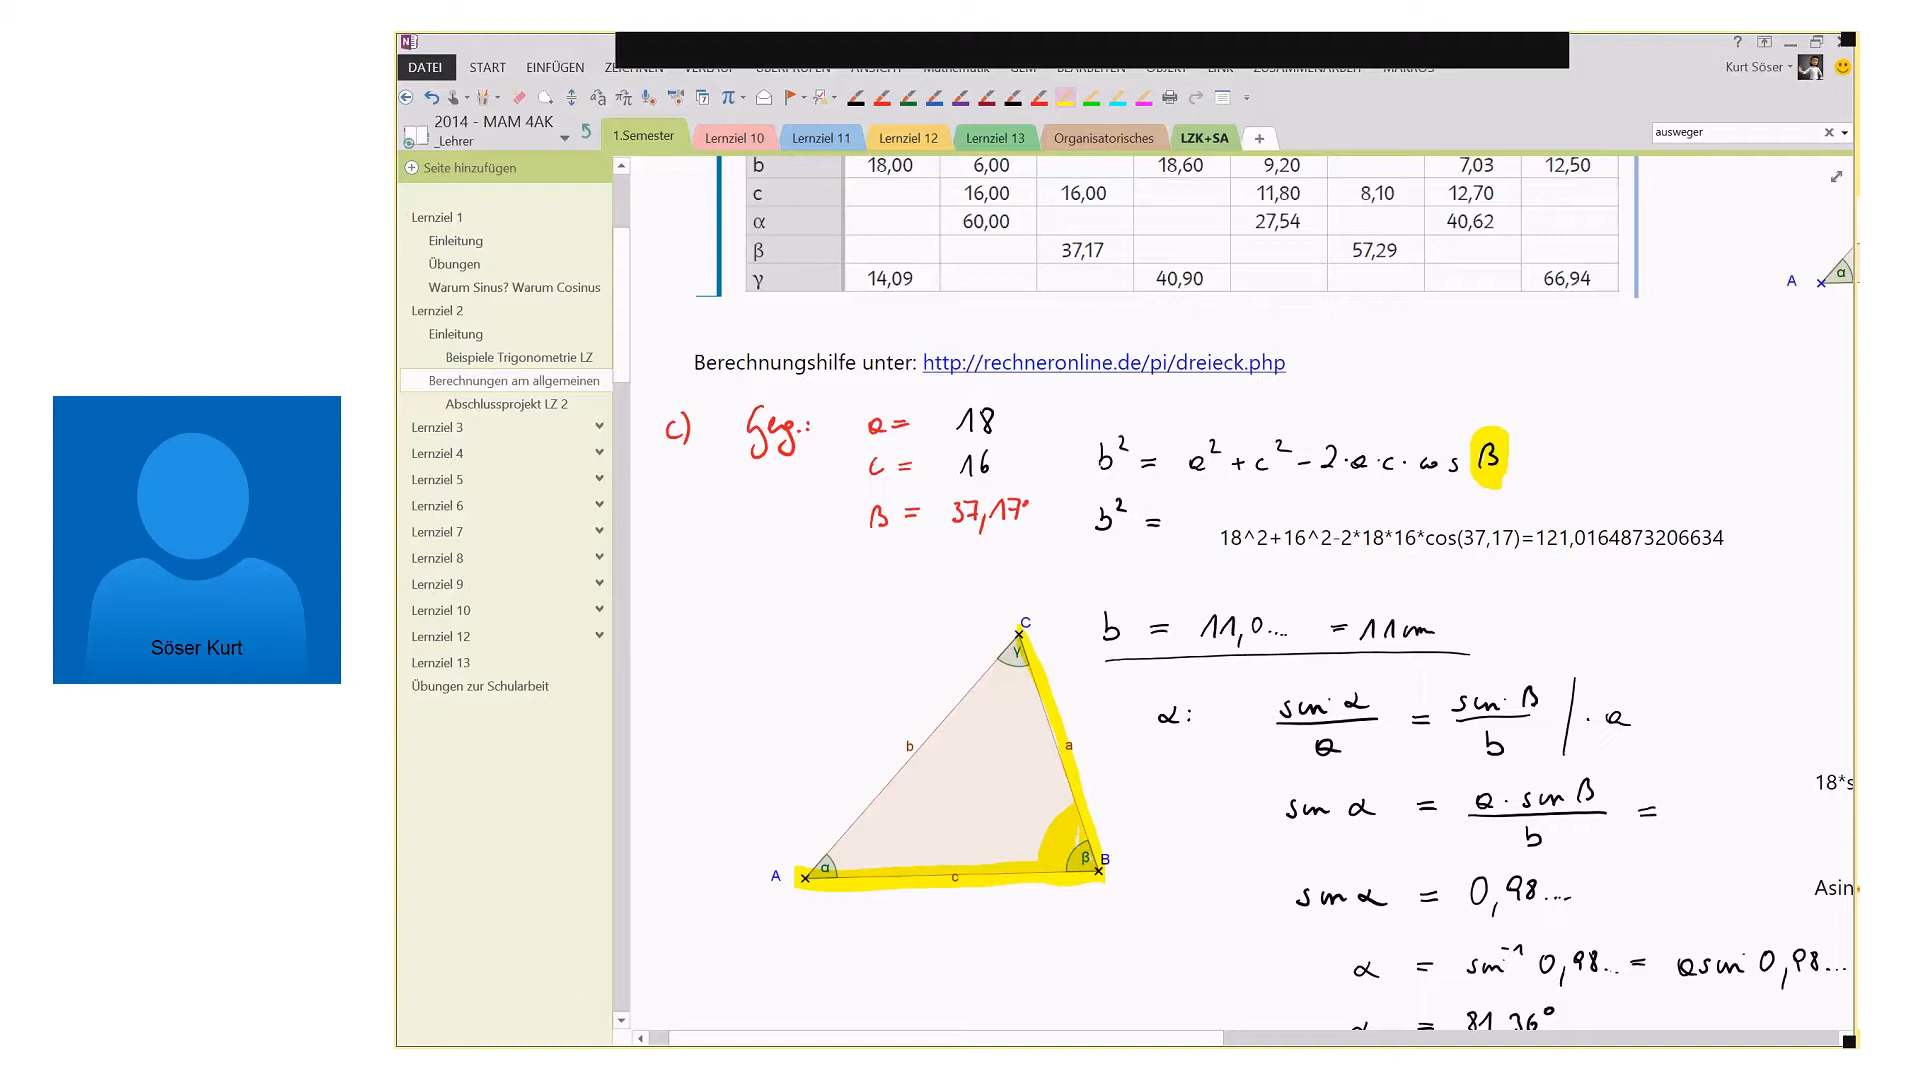 DATEI START EINFÜGEN
Kurt Söser
2014 - MAM 4AK
_Lehrer
1.Semester Lernziel 10 Lernziel 11 Lernziel 12 Lernziel 13 Organisatorisches LZK+SA
ausweger
Seite hinzufügen
Lernziel 1
Einleitung
Übungen
Warum Sinus? Warum Cosinus
Lernziel 2
Einleitung
Beispiele Trigonometrie LZ
Berechnungen am allgemeinen
Abschlussprojekt LZ 2
Lernziel 3
Lernziel 4
Lernziel 5
Lernziel 6
Lernziel 7
Lernziel 8
Lernziel 9
Lernziel 10
Lernziel 12
Lernziel 13
Übungen zur Schularbeit
Söser Kurt
b 18,00 6,00 18,60 9,20 7,03 12,50
c 16,00 16,00 11,80 8,10 12,70
α 60,00 27,54 40,62
β 37,17 57,29
γ 14,09 40,90 66,94
A α
Berechnungshilfe unter: http://rechneronline.de/pi/dreieck.php
c) Geg.: a = 18
c = 16
β = 37,17°
b² = a² + c² - 2·a·c·cos β
b² =
18^2+16^2-2*18*16*cos(37,17)=121,0164873206634
b = 11,0... = 11 cm
C
γ
b
a
A α
β B
c
α: sin α / a = sin β / b | · a
sin α = a · sin β / b =
18*s
sin α = 0,98...
Asin
α = sin⁻¹ 0,98... = asin 0,98...
α = 81,36°